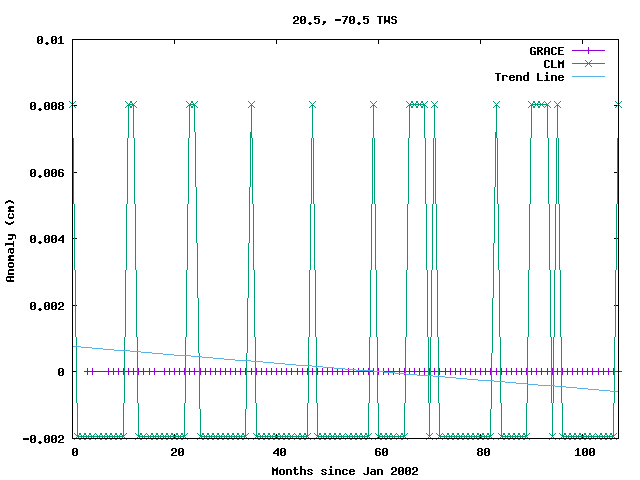 20.5, -70.5 TWS
GRACE
CLM
Trend Line
0.01
0.008
0.006
0.004
0.002
0
-0.002
Anomaly (cm)
0 20 40 60 80 100
Months since Jan 2002